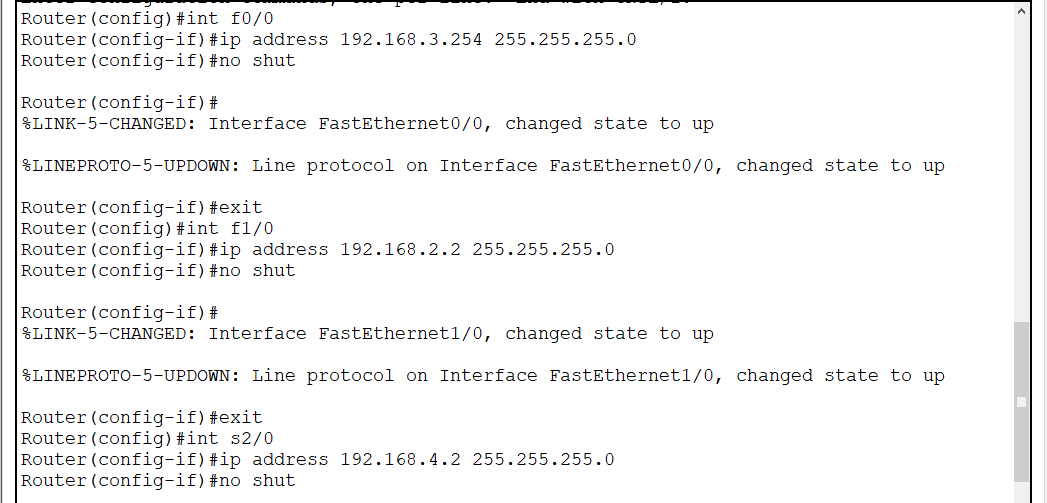 Router(config)#int f0/0
Router(config-if)#ip address 192.168.3.254 255.255.255.0
Router(config-if)#no shut
Router(config-if)#
%LINK-5-CHANGED: Interface FastEthernet0/0, changed state to up
%LINEPROTO-5-UPDOWN: Line protocol on Interface FastEthernet0/0, changed state to up
Router(config-if)#exit
Router(config)#int f1/0
Router(config-if)#ip address 192.168.2.2 255.255.255.0
Router(config-if)#no shut
Router(config-if)#
%LINK-5-CHANGED: Interface FastEthernet1/0, changed state to up
%LINEPROTO-5-UPDOWN: Line protocol on Interface FastEthernet1/0, changed state to up
Router(config-if)#exit
Router(config)#int s2/0
Router(config-if)#ip address 192.168.4.2 255.255.255.0
Router(config-if)#no shut